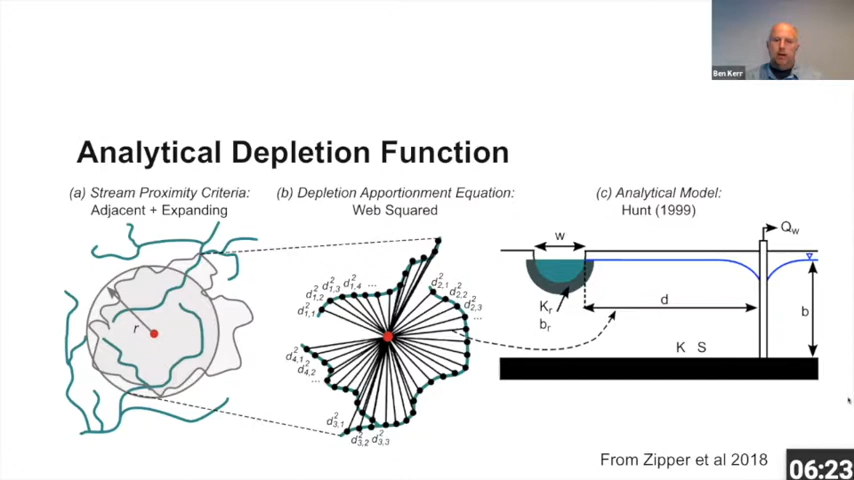 Ben Kerr
Analytical Depletion Function
(a) Stream Proximity Criteria:
Adjacent + Expanding
(b) Depletion Apportionment Equation:
Web Squared
(c) Analytical Model:
Hunt (1999)
r
d²1,1
d²1,2
d²1,3
d²1,4
...
d²2,1
d²2,2
d²2,3
...
d²4,1
d²4,2
...
d²3,1
d²3,2
d²3,3
w
Qw
Kr
br
d
b
K S
From Zipper et al 2018
06:23